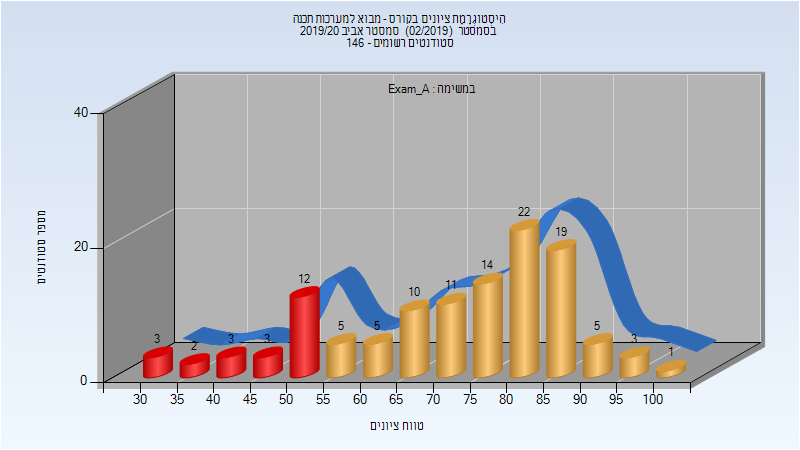 היסטוגרמת ציונים בקורס - מבוא למערכות תכנה
בסמסטר (02/2019) סמסטר אביב 2019/20
סטודנטים רשומים - 146
במשימה : Exam_A
מספר סטודנטים
40
20
0
3
2
3
3
12
5
5
10
11
14
22
19
5
3
1
30 35 40 45 50 55 60 65 70 75 80 85 90 95 100
טווח ציונים